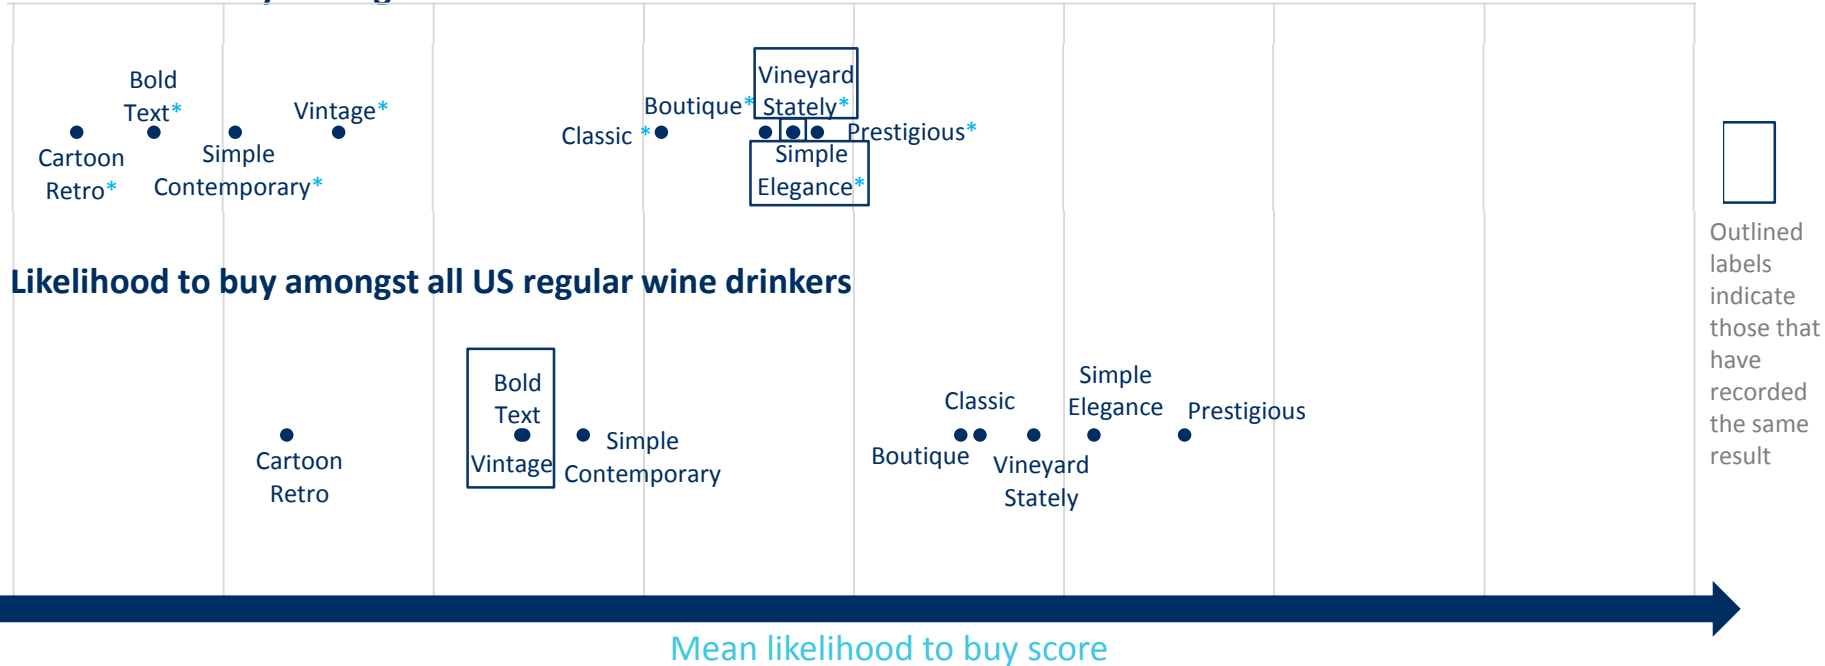 Bold
Text*
Vintage*
Cartoon
Retro*
Simple
Contemporary*
Classic *
Boutique*
Vineyard
Stately*
Simple
Elegance*
Prestigious*
Likelihood to buy amongst all US regular wine drinkers
Cartoon
Retro
Bold
Text
Vintage
Simple
Contemporary
Boutique
Classic
Vineyard
Stately
Simple
Elegance
Prestigious
Outlined
labels
indicate
those that
have
recorded
the same
result
Mean likelihood to buy score